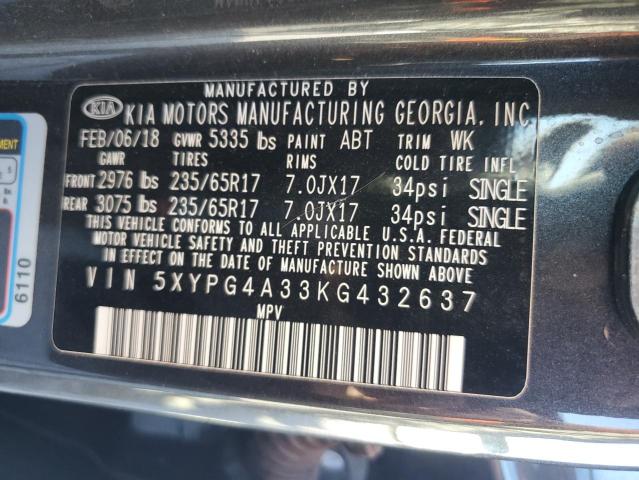 MANUFACTURED BY
KIA KIA MOTORS MANUFACTURING GEORGIA, INC
FEB/06/18 GVWR 5335 lbs PAINT ABT TRIM WK
GAWR TIRES RIMS COLD TIRE INFL
FRONT 2976 lbs 235/65R17 7.0JX17 34psi SINGLE
REAR 3075 lbs 235/65R17 7.0JX17 34psi SINGLE
THIS VEHICLE CONFORMS TO ALL APPLICABLE U.S.A. FEDERAL
MOTOR VEHICLE SAFETY AND THEFT PREVENTION STANDARDS
IN EFFECT ON THE DATE OF MANUFACTURE SHOWN ABOVE.
VIN 5XYPG4A33KG432637
MPV
6110